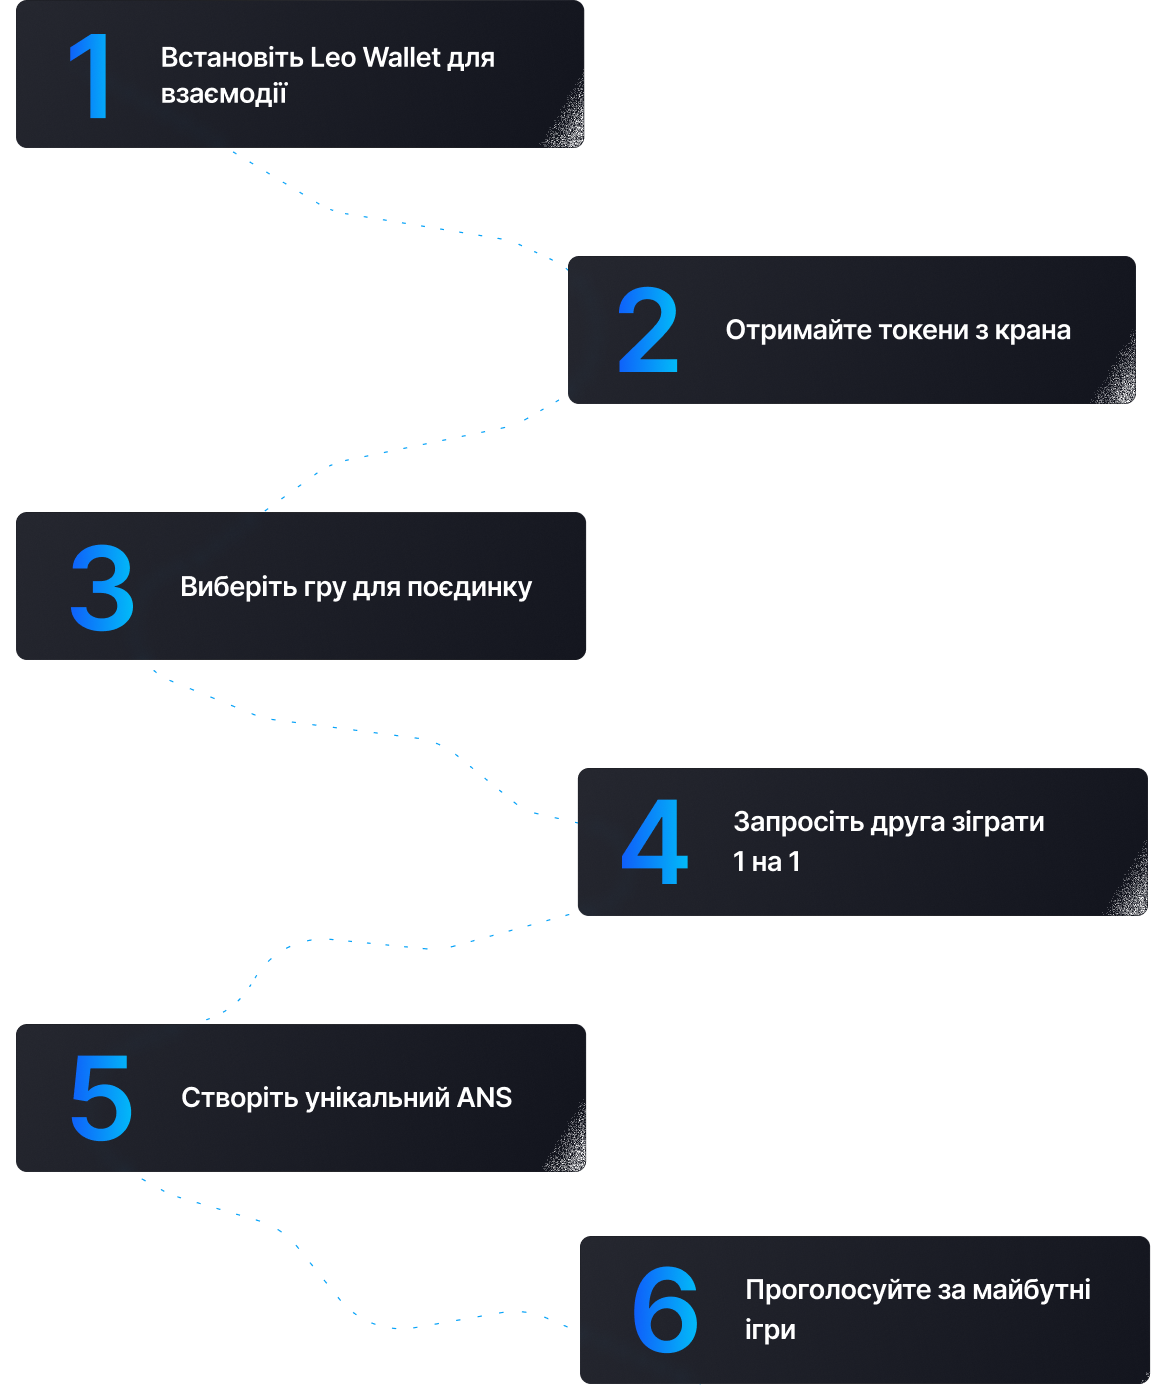 1
Встановіть Leo Wallet для
взаємодії
2
Отримайте токени з крана
3
Виберіть гру для поєдинку
4
Запросіть друга зіграти
1 на 1
5
Створіть унікальний ANS
6
Проголосуйте за майбутні
ігри